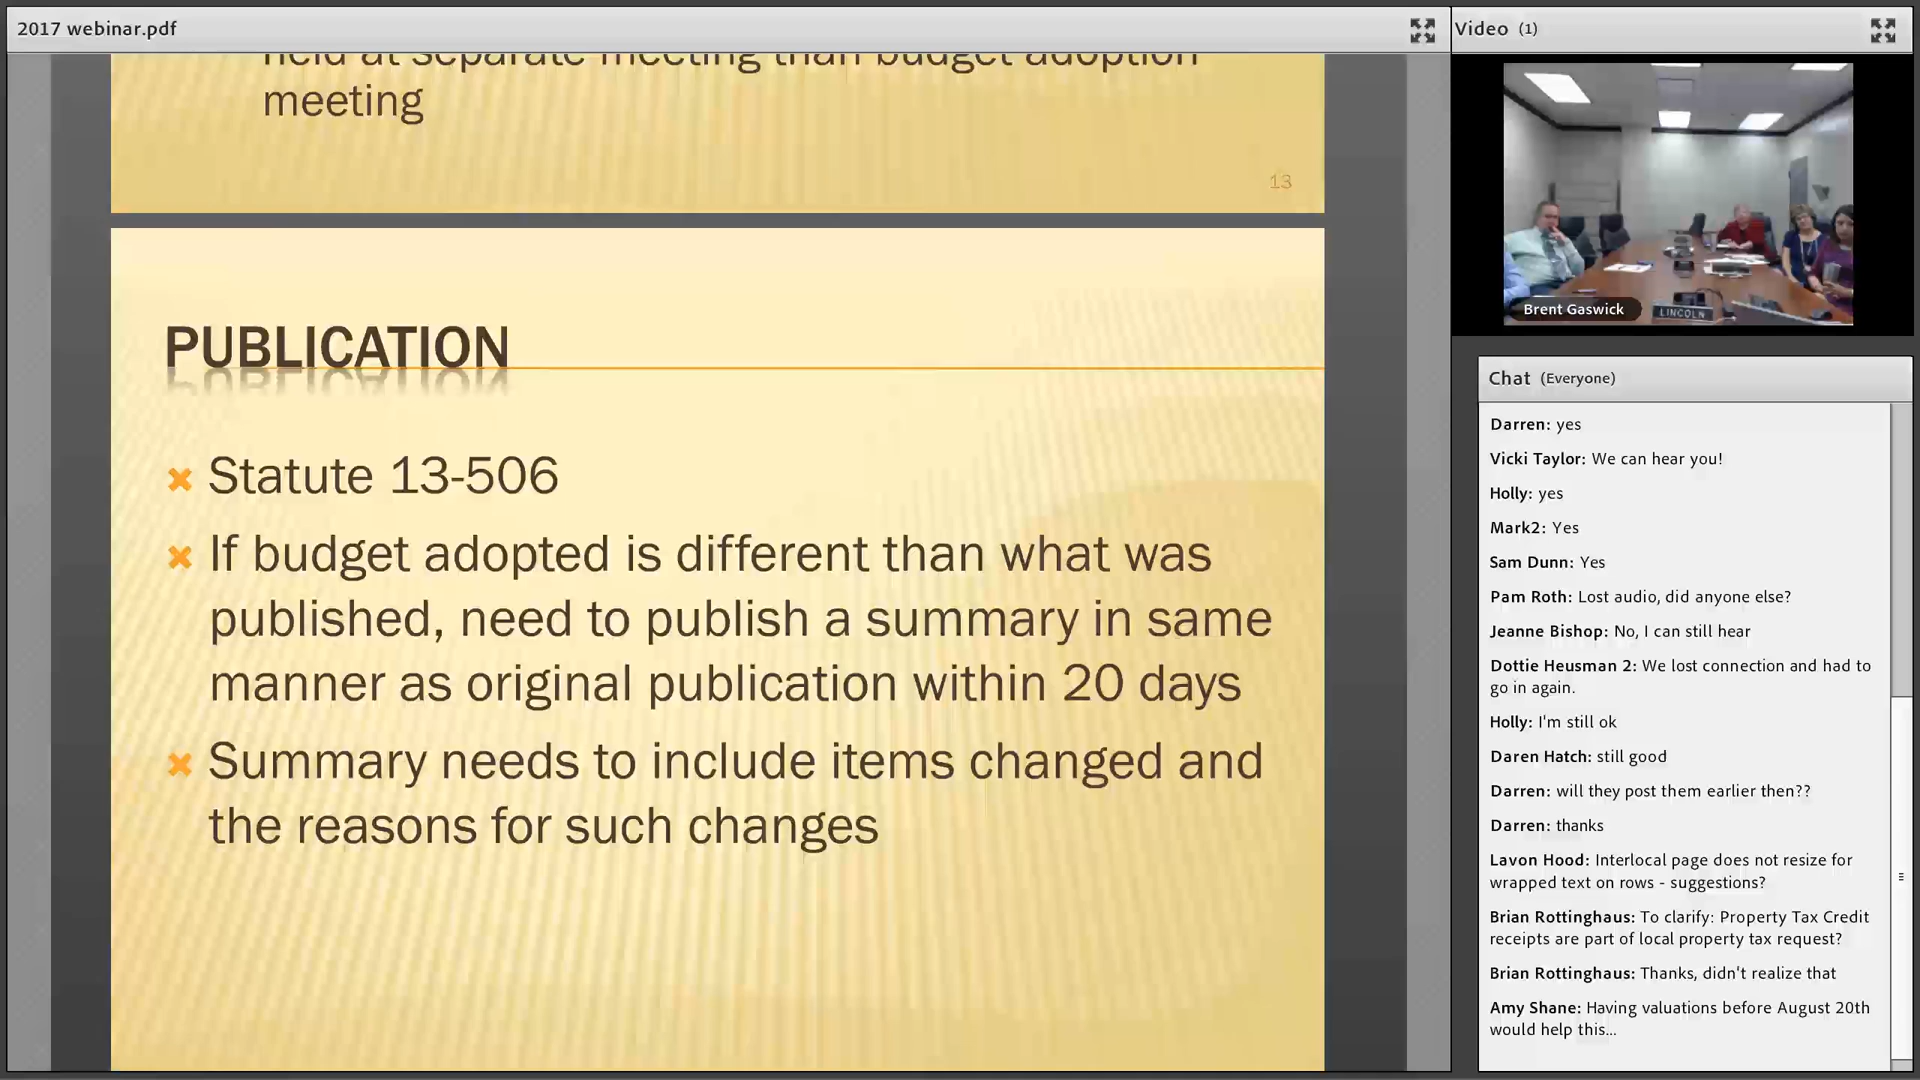 2017 webinar.pdf
held at separate meeting than budget adoption
meeting
13
PUBLICATION
Statute 13-506
If budget adopted is different than what was
published, need to publish a summary in same
manner as original publication within 20 days
Summary needs to include items changed and
the reasons for such changes
Video (1)
Brent Gaswick
LINCOLN
Chat (Everyone)
Darren: yes
Vicki Taylor: We can hear you!
Holly: yes
Mark2: Yes
Sam Dunn: Yes
Pam Roth: Lost audio, did anyone else?
Jeanne Bishop: No, I can still hear
Dottie Heusman 2: We lost connection and had to
go in again.
Holly: I'm still ok
Daren Hatch: still good
Darren: will they post them earlier then??
Darren: thanks
Lavon Hood: Interlocal page does not resize for
wrapped text on rows - suggestions?
Brian Rottinghaus: To clarify: Property Tax Credit
receipts are part of local property tax request?
Brian Rottinghaus: Thanks, didn't realize that
Amy Shane: Having valuations before August 20th
would help this...